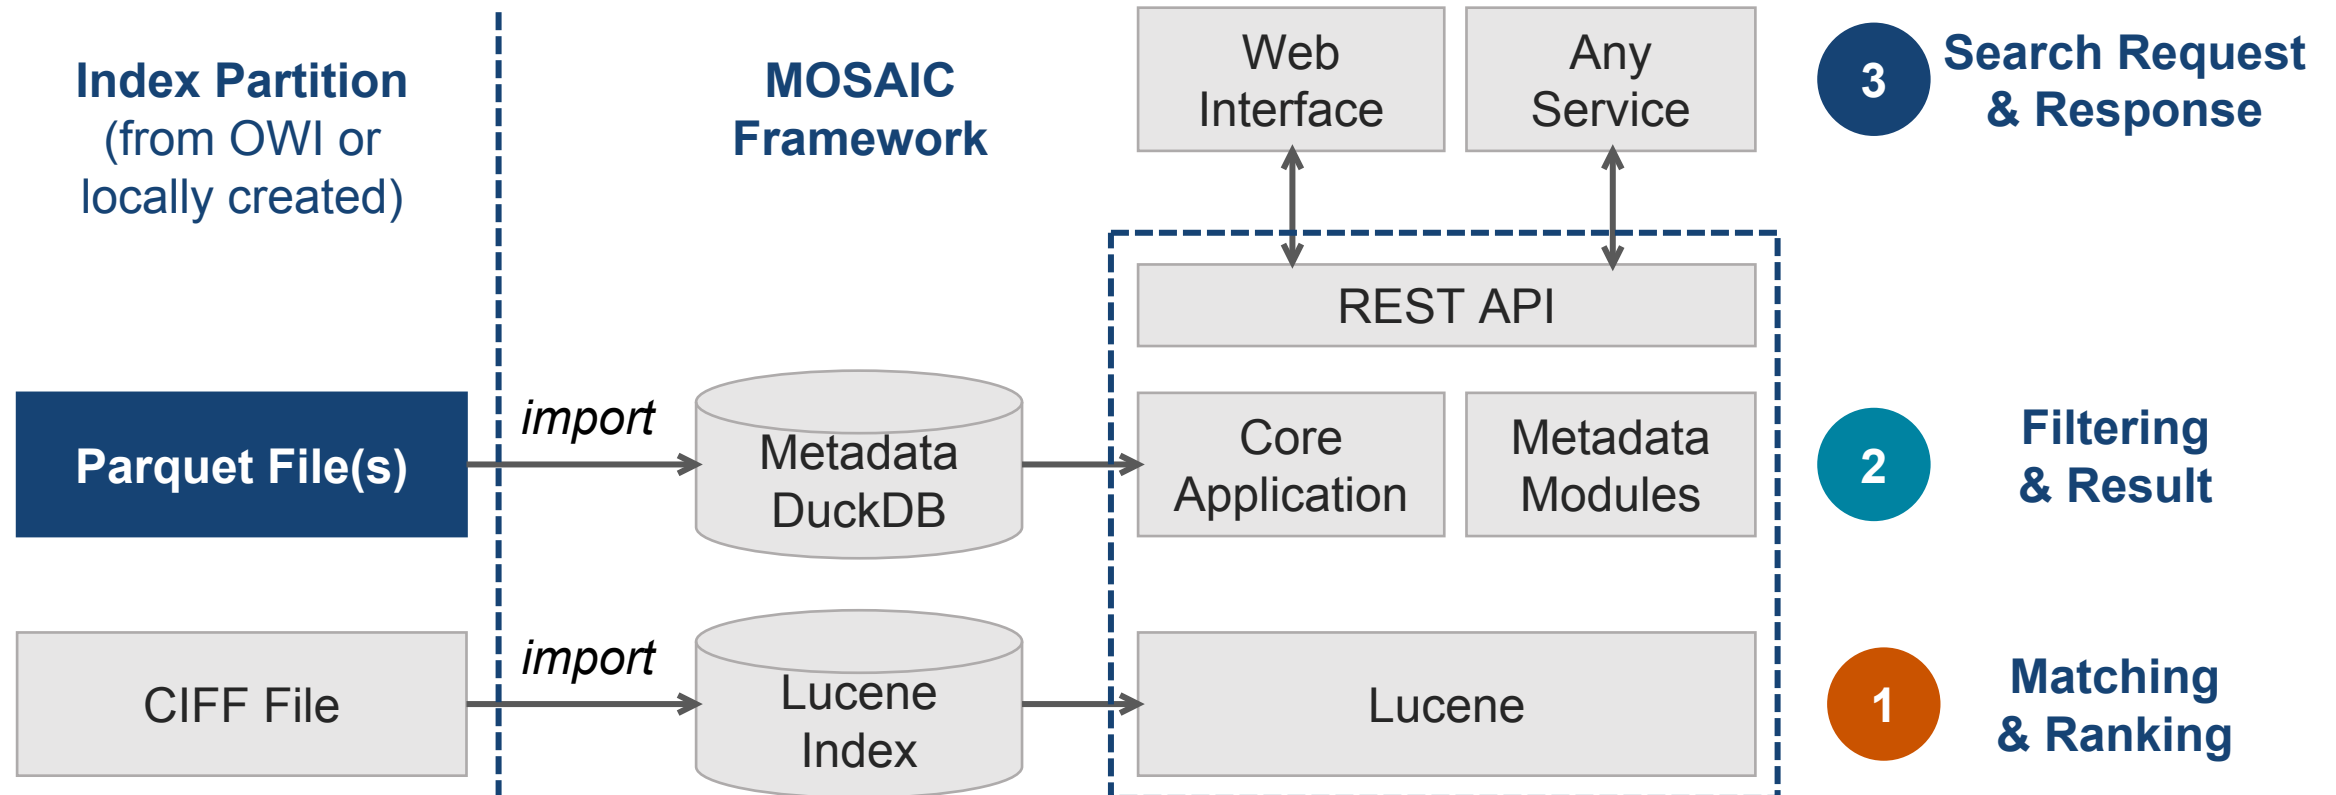 Index Partition
(from OWI or
locally created)
MOSAIC
Framework
Web
Interface
Any
Service
3
Search Request
& Response
REST API
Parquet File(s)
import
Metadata
DuckDB
Core
Application
Metadata
Modules
2
Filtering
& Result
CIFF File
import
Lucene
Index
Lucene
1
Matching
& Ranking